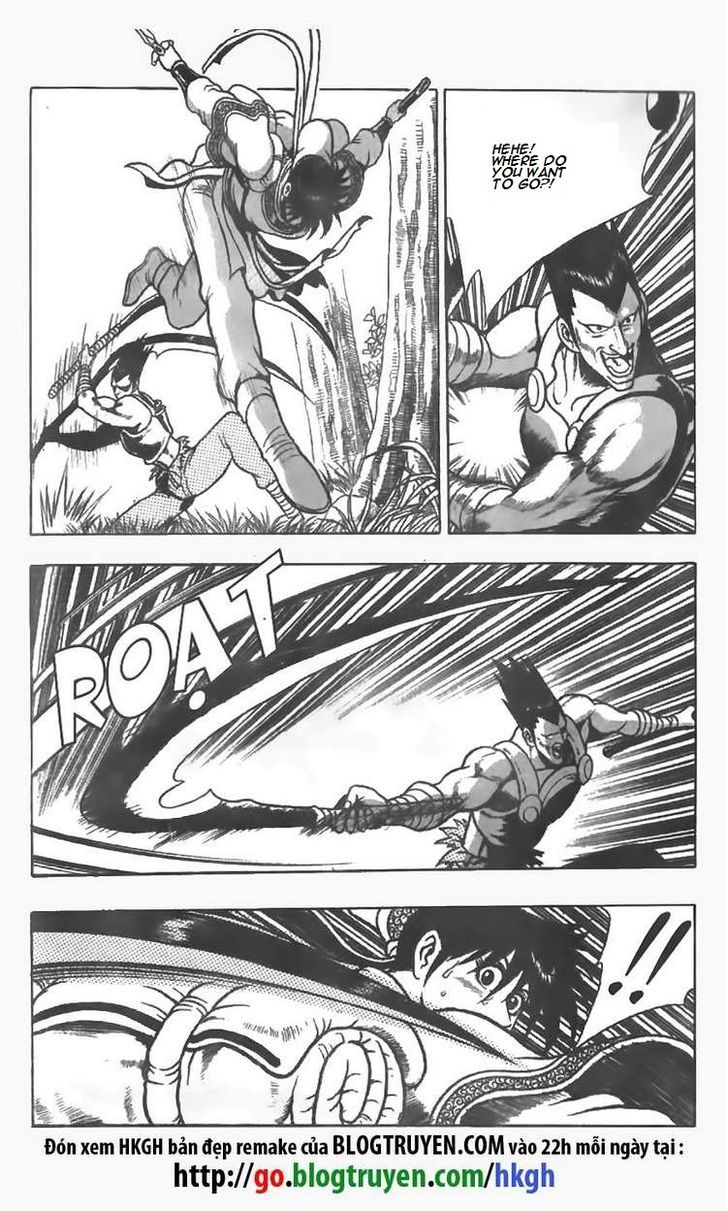 HEHE!
WHERE DO
YOU WANT
TO GO?!
ROẠT
!!
Đón xem HKGH bản đẹp remake của BLOGTRUYEN.COM vào 22h mỗi ngày tại :
http://go.blogtruyen.com/hkgh